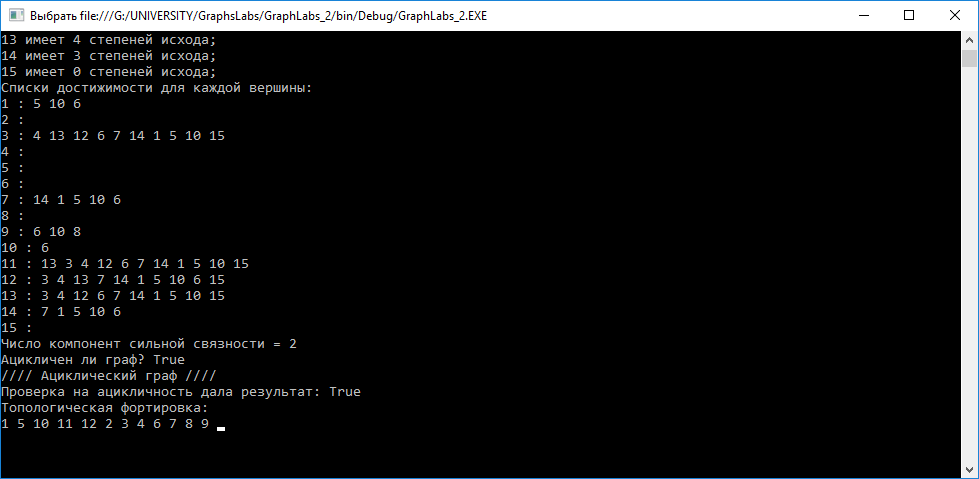 Выбрать file:///G:/UNIVERSITY/GraphsLabs/GraphLabs_2/bin/Debug/GraphLabs_2.EXE
13 имеет 4 степеней исхода;
14 имеет 3 степеней исхода;
15 имеет 0 степеней исхода;
Списки достижимости для каждой вершины:
1 : 5 10 6
2 :
3 : 4 13 12 6 7 14 1 5 10 15
4 :
5 :
6 :
7 : 14 1 5 10 6
8 :
9 : 6 10 8
10 : 6
11 : 13 3 4 12 6 7 14 1 5 10 15
12 : 3 4 13 7 14 1 5 10 6 15
13 : 3 4 12 6 7 14 1 5 10 15
14 : 7 1 5 10 6
15 :
Число компонент сильной связности = 2
Ацикличен ли граф? True
//// Ациклический граф ////
Проверка на ацикличность дала результат: True
Топологическая фортировка:
1 5 10 11 12 2 3 4 6 7 8 9